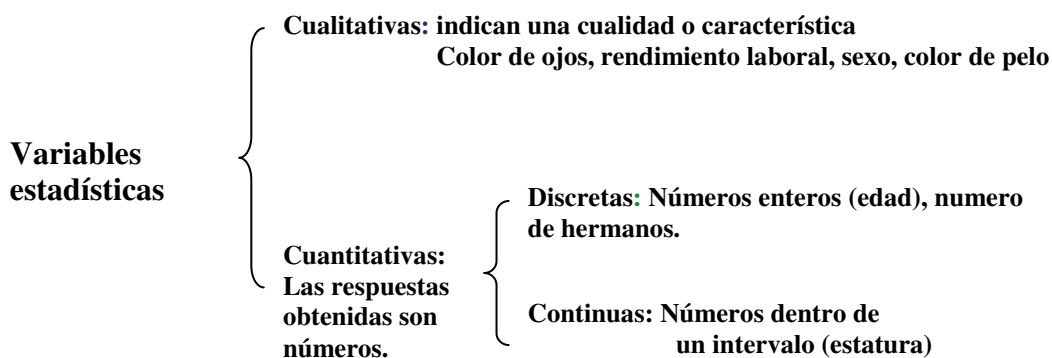 Cualitativas: indican una cualidad o característica
Color de ojos, rendimiento laboral, sexo, color de pelo
Variables
estadísticas
Cuantitativas:
Las respuestas
obtenidas son
números.
Discretas: Números enteros (edad), numero
de hermanos.
Continuas: Números dentro de
un intervalo (estatura)